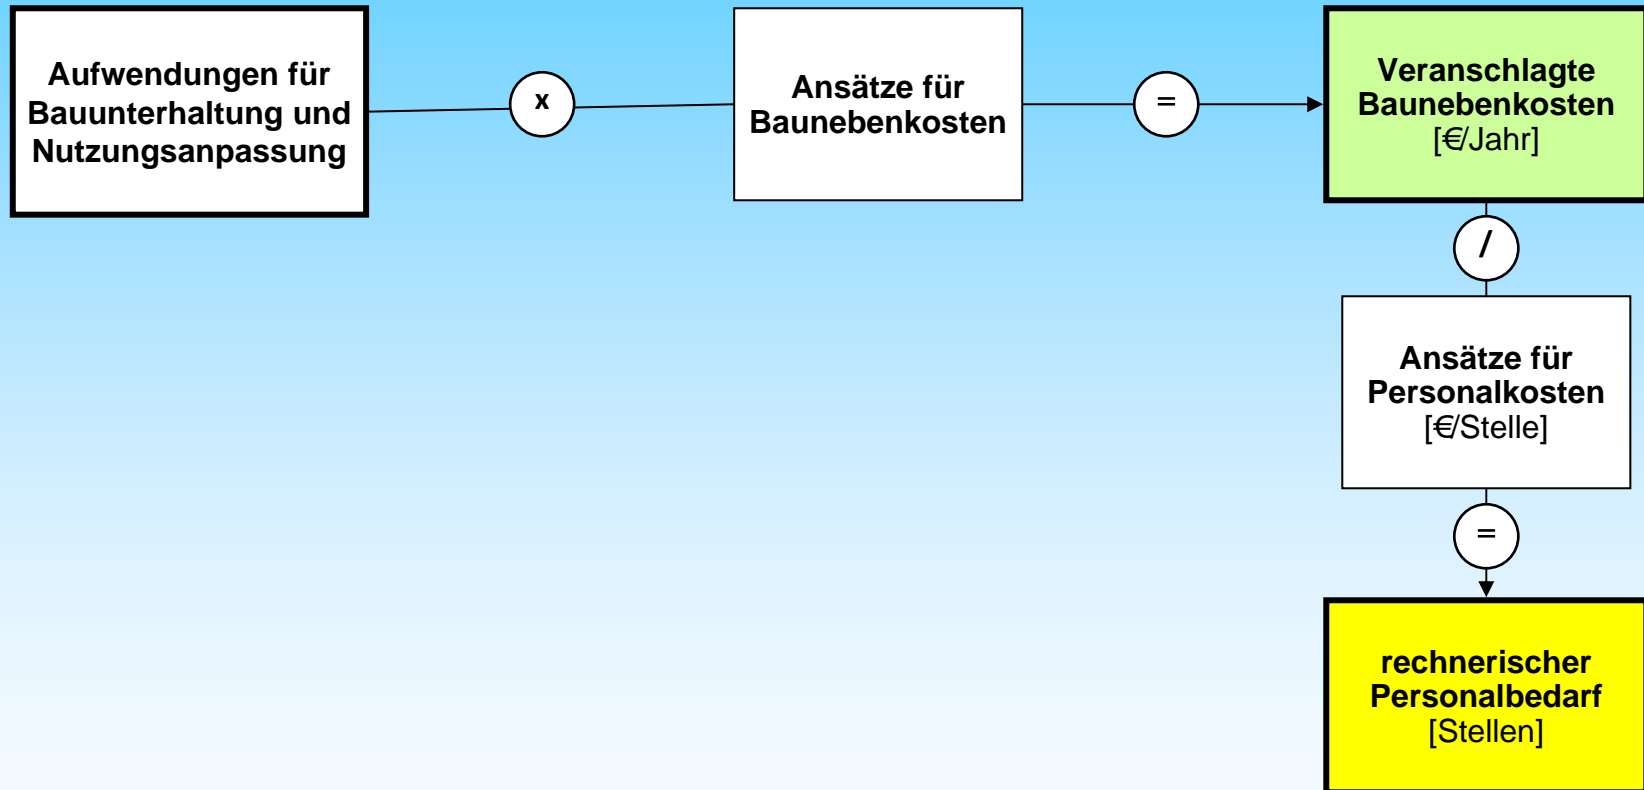 Aufwendungen für
Bauunterhaltung und
Nutzungsanpassung
x
Ansätze für
Baunebenkosten
=
Veranschlagte
Baunebenkosten
[€/Jahr]
/
Ansätze für
Personalkosten
[€/Stelle]
=
rechnerischer
Personalbedarf
[Stellen]